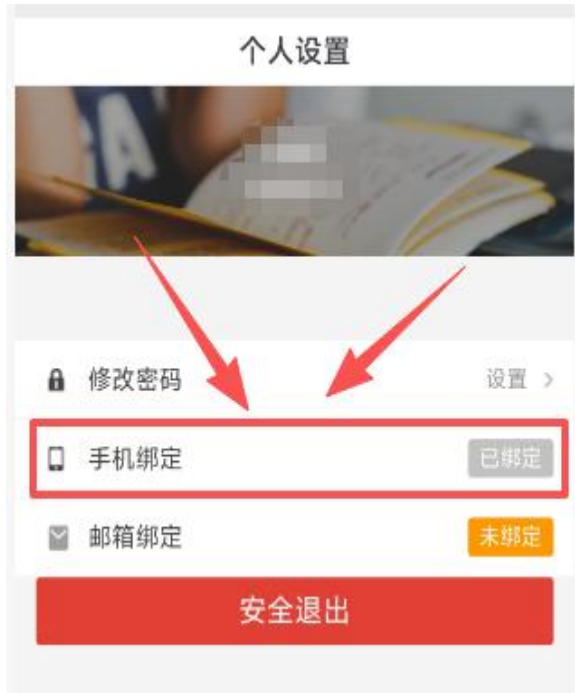 个人设置
修改密码 设置 >
手机绑定 已绑定
邮箱绑定 未绑定
安全退出